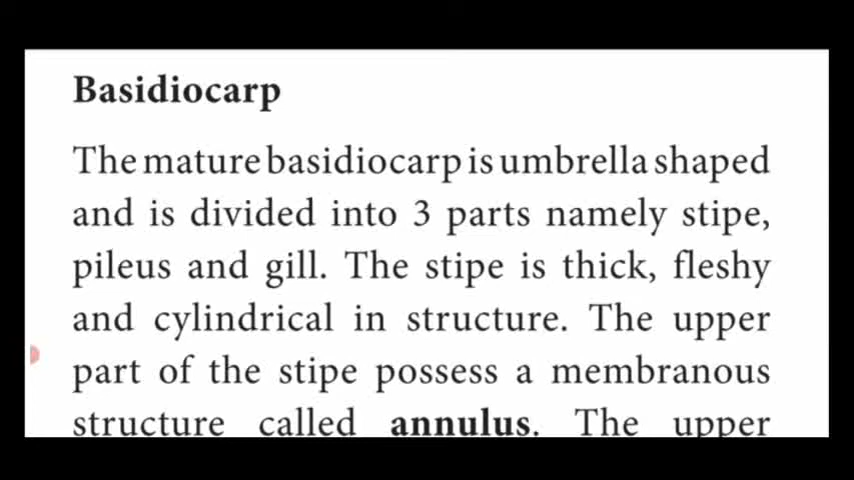 Basidiocarp
The mature basidiocarp is umbrella shaped
and is divided into 3 parts namely stipe,
pileus and gill. The stipe is thick, fleshy
and cylindrical in structure. The upper
part of the stipe possess a membranous
structure called annulus. The upper